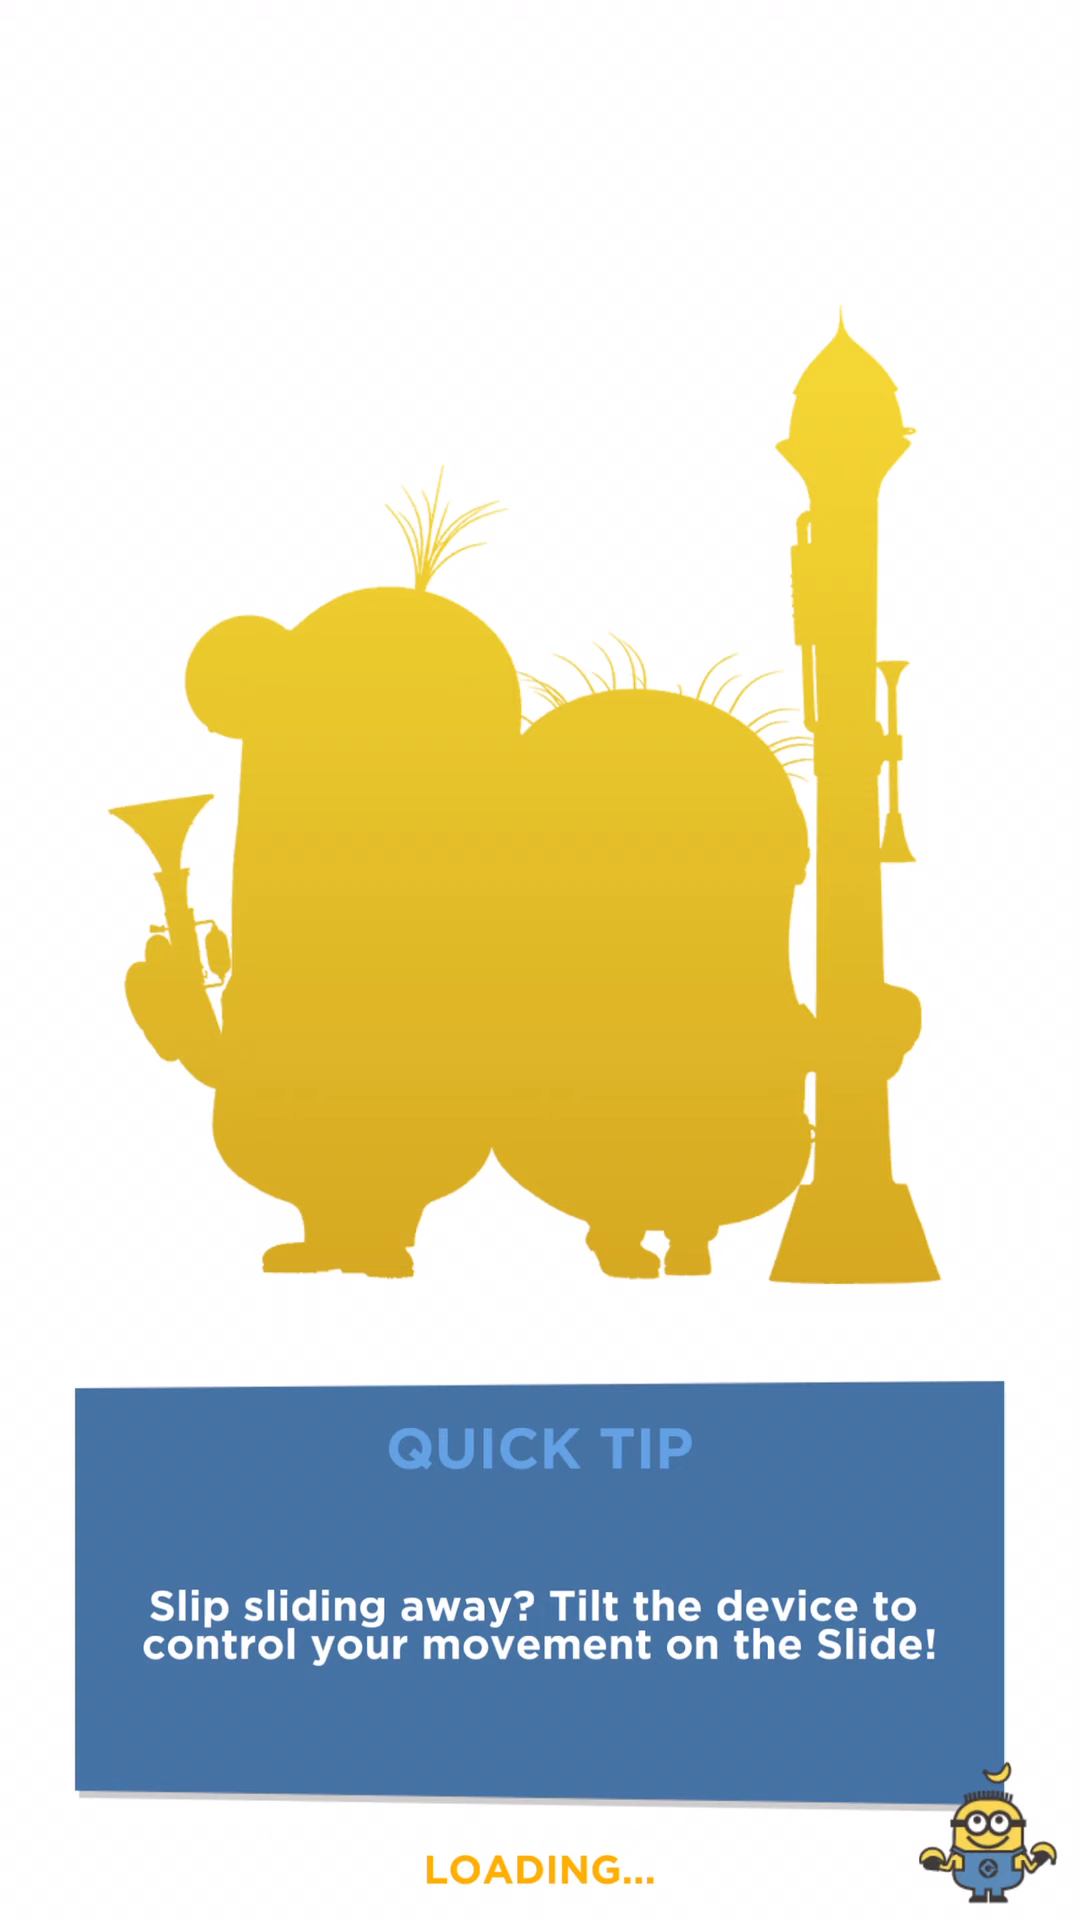 QUICK TIP
Slip sliding away? Tilt the device to
control your movement on the Slide!
LOADING...